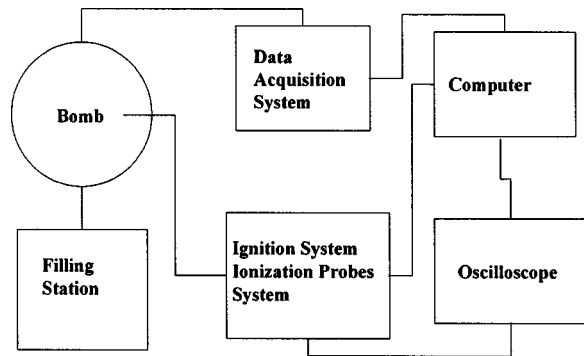 Data
Acquisition
System
Computer
Bomb
Ignition System
Ionization Probes
System
Filling
Station
Oscilloscope